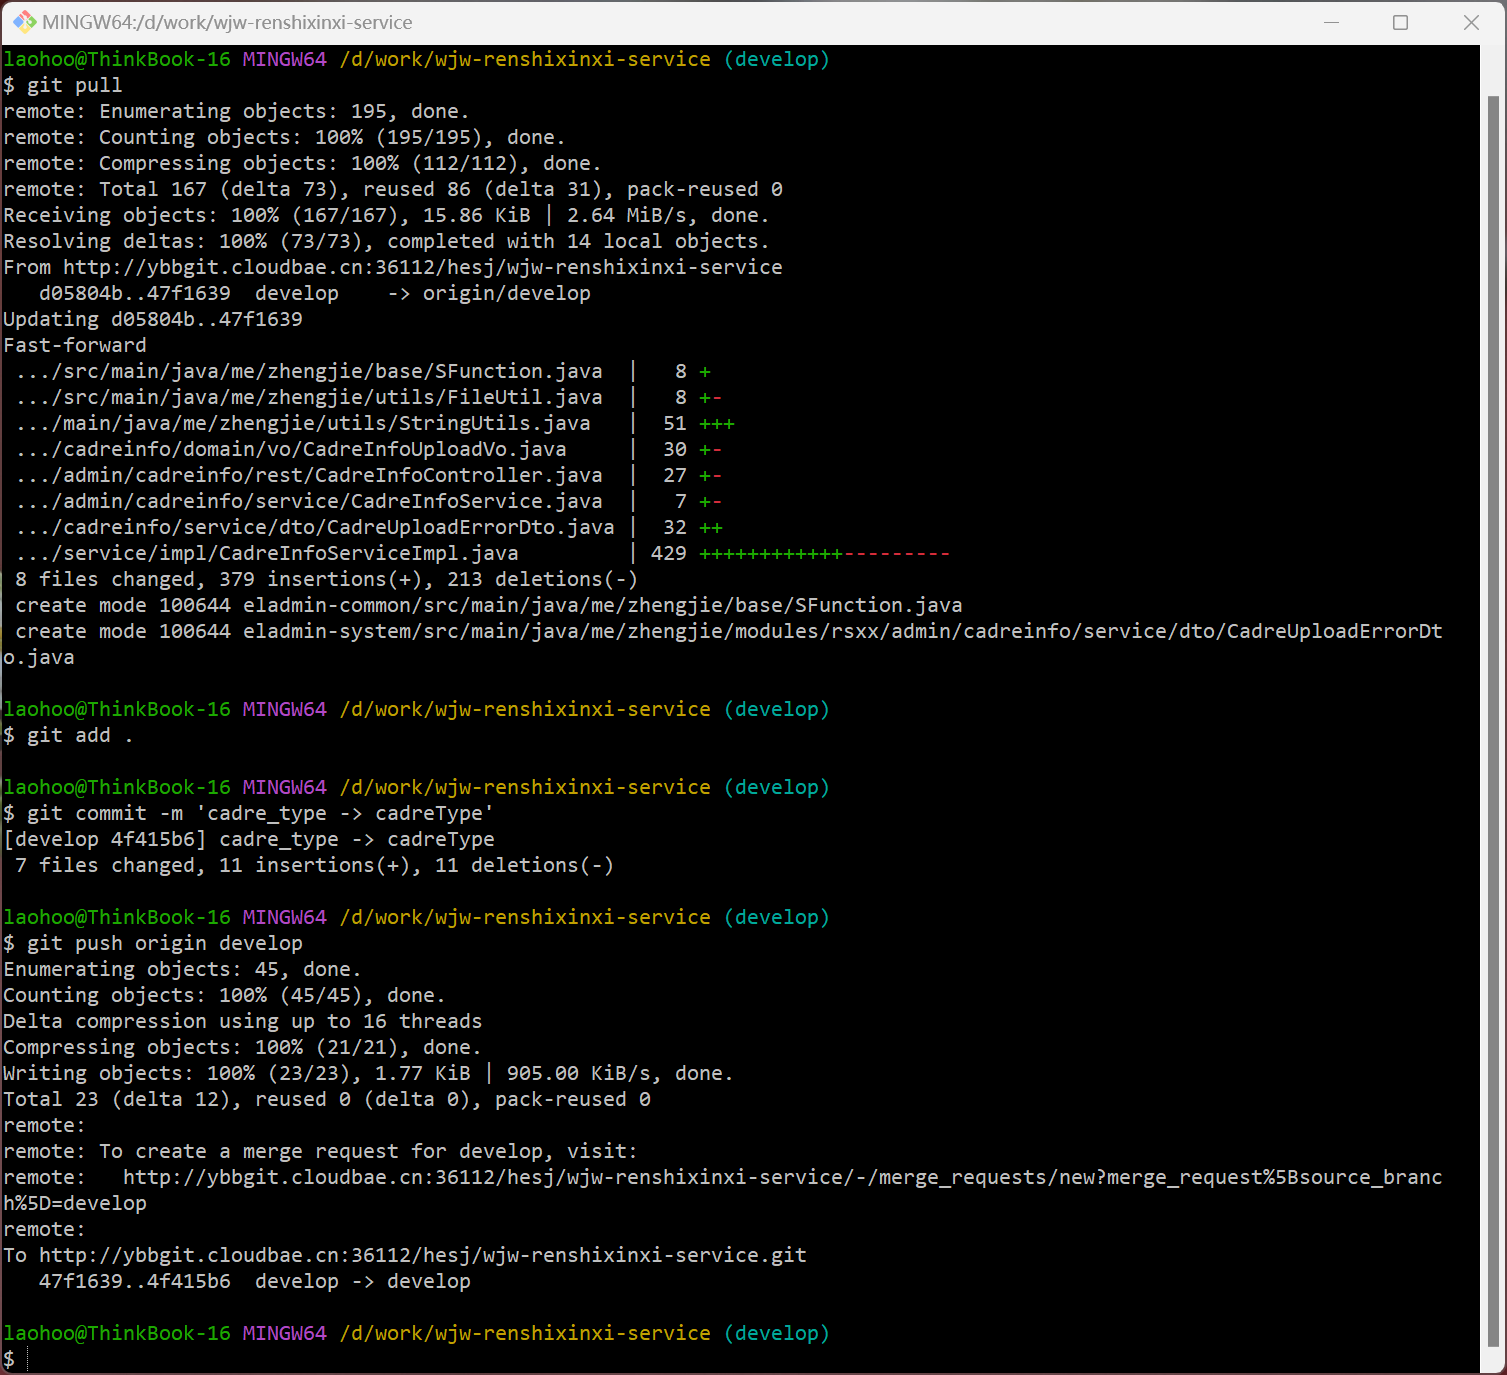 MINGW64:/d/work/wjw-renshixinxi-service
laohoo@ThinkBook-16 MINGW64 /d/work/wjw-renshixinxi-service (develop)
$ git pull
remote: Enumerating objects: 195, done.
remote: Counting objects: 100% (195/195), done.
remote: Compressing objects: 100% (112/112), done.
remote: Total 167 (delta 73), reused 86 (delta 31), pack-reused 0
Receiving objects: 100% (167/167), 15.86 KiB | 2.64 MiB/s, done.
Resolving deltas: 100% (73/73), completed with 14 local objects.
From http://ybbgit.cloudbae.cn:36112/hesj/wjw-renshixinxi-service
   d05804b..47f1639  develop    -> origin/develop
Updating d05804b..47f1639
Fast-forward
 .../src/main/java/me/zhengjie/base/SFunction.java  |   8 +
 .../src/main/java/me/zhengjie/utils/FileUtil.java  |   8 +-
 .../main/java/me/zhengjie/utils/StringUtils.java   |  51 +++
 .../cadreinfo/domain/vo/CadreInfoUploadVo.java     |  30 +-
 .../admin/cadreinfo/rest/CadreInfoController.java  |  27 +-
 .../admin/cadreinfo/service/CadreInfoService.java  |   7 +-
 .../cadreinfo/service/dto/CadreUploadErrorDto.java |  32 ++
 .../service/impl/CadreInfoServiceImpl.java         | 429 ++++++++++++---------
 8 files changed, 379 insertions(+), 213 deletions(-)
 create mode 100644 eladmin-common/src/main/java/me/zhengjie/base/SFunction.java
 create mode 100644 eladmin-system/src/main/java/me/zhengjie/modules/rsxx/admin/cadreinfo/service/dto/CadreUploadErrorDt
o.java
laohoo@ThinkBook-16 MINGW64 /d/work/wjw-renshixinxi-service (develop)
$ git add .
laohoo@ThinkBook-16 MINGW64 /d/work/wjw-renshixinxi-service (develop)
$ git commit -m 'cadre_type -> cadreType'
[develop 4f415b6] cadre_type -> cadreType
 7 files changed, 11 insertions(+), 11 deletions(-)
laohoo@ThinkBook-16 MINGW64 /d/work/wjw-renshixinxi-service (develop)
$ git push origin develop
Enumerating objects: 45, done.
Counting objects: 100% (45/45), done.
Delta compression using up to 16 threads
Compressing objects: 100% (21/21), done.
Writing objects: 100% (23/23), 1.77 KiB | 905.00 KiB/s, done.
Total 23 (delta 12), reused 0 (delta 0), pack-reused 0
remote:
remote: To create a merge request for develop, visit:
remote:   http://ybbgit.cloudbae.cn:36112/hesj/wjw-renshixinxi-service/-/merge_requests/new?merge_request%5Bsource_branc
h%5D=develop
remote:
To http://ybbgit.cloudbae.cn:36112/hesj/wjw-renshixinxi-service.git
   47f1639..4f415b6  develop -> develop
laohoo@ThinkBook-16 MINGW64 /d/work/wjw-renshixinxi-service (develop)
$